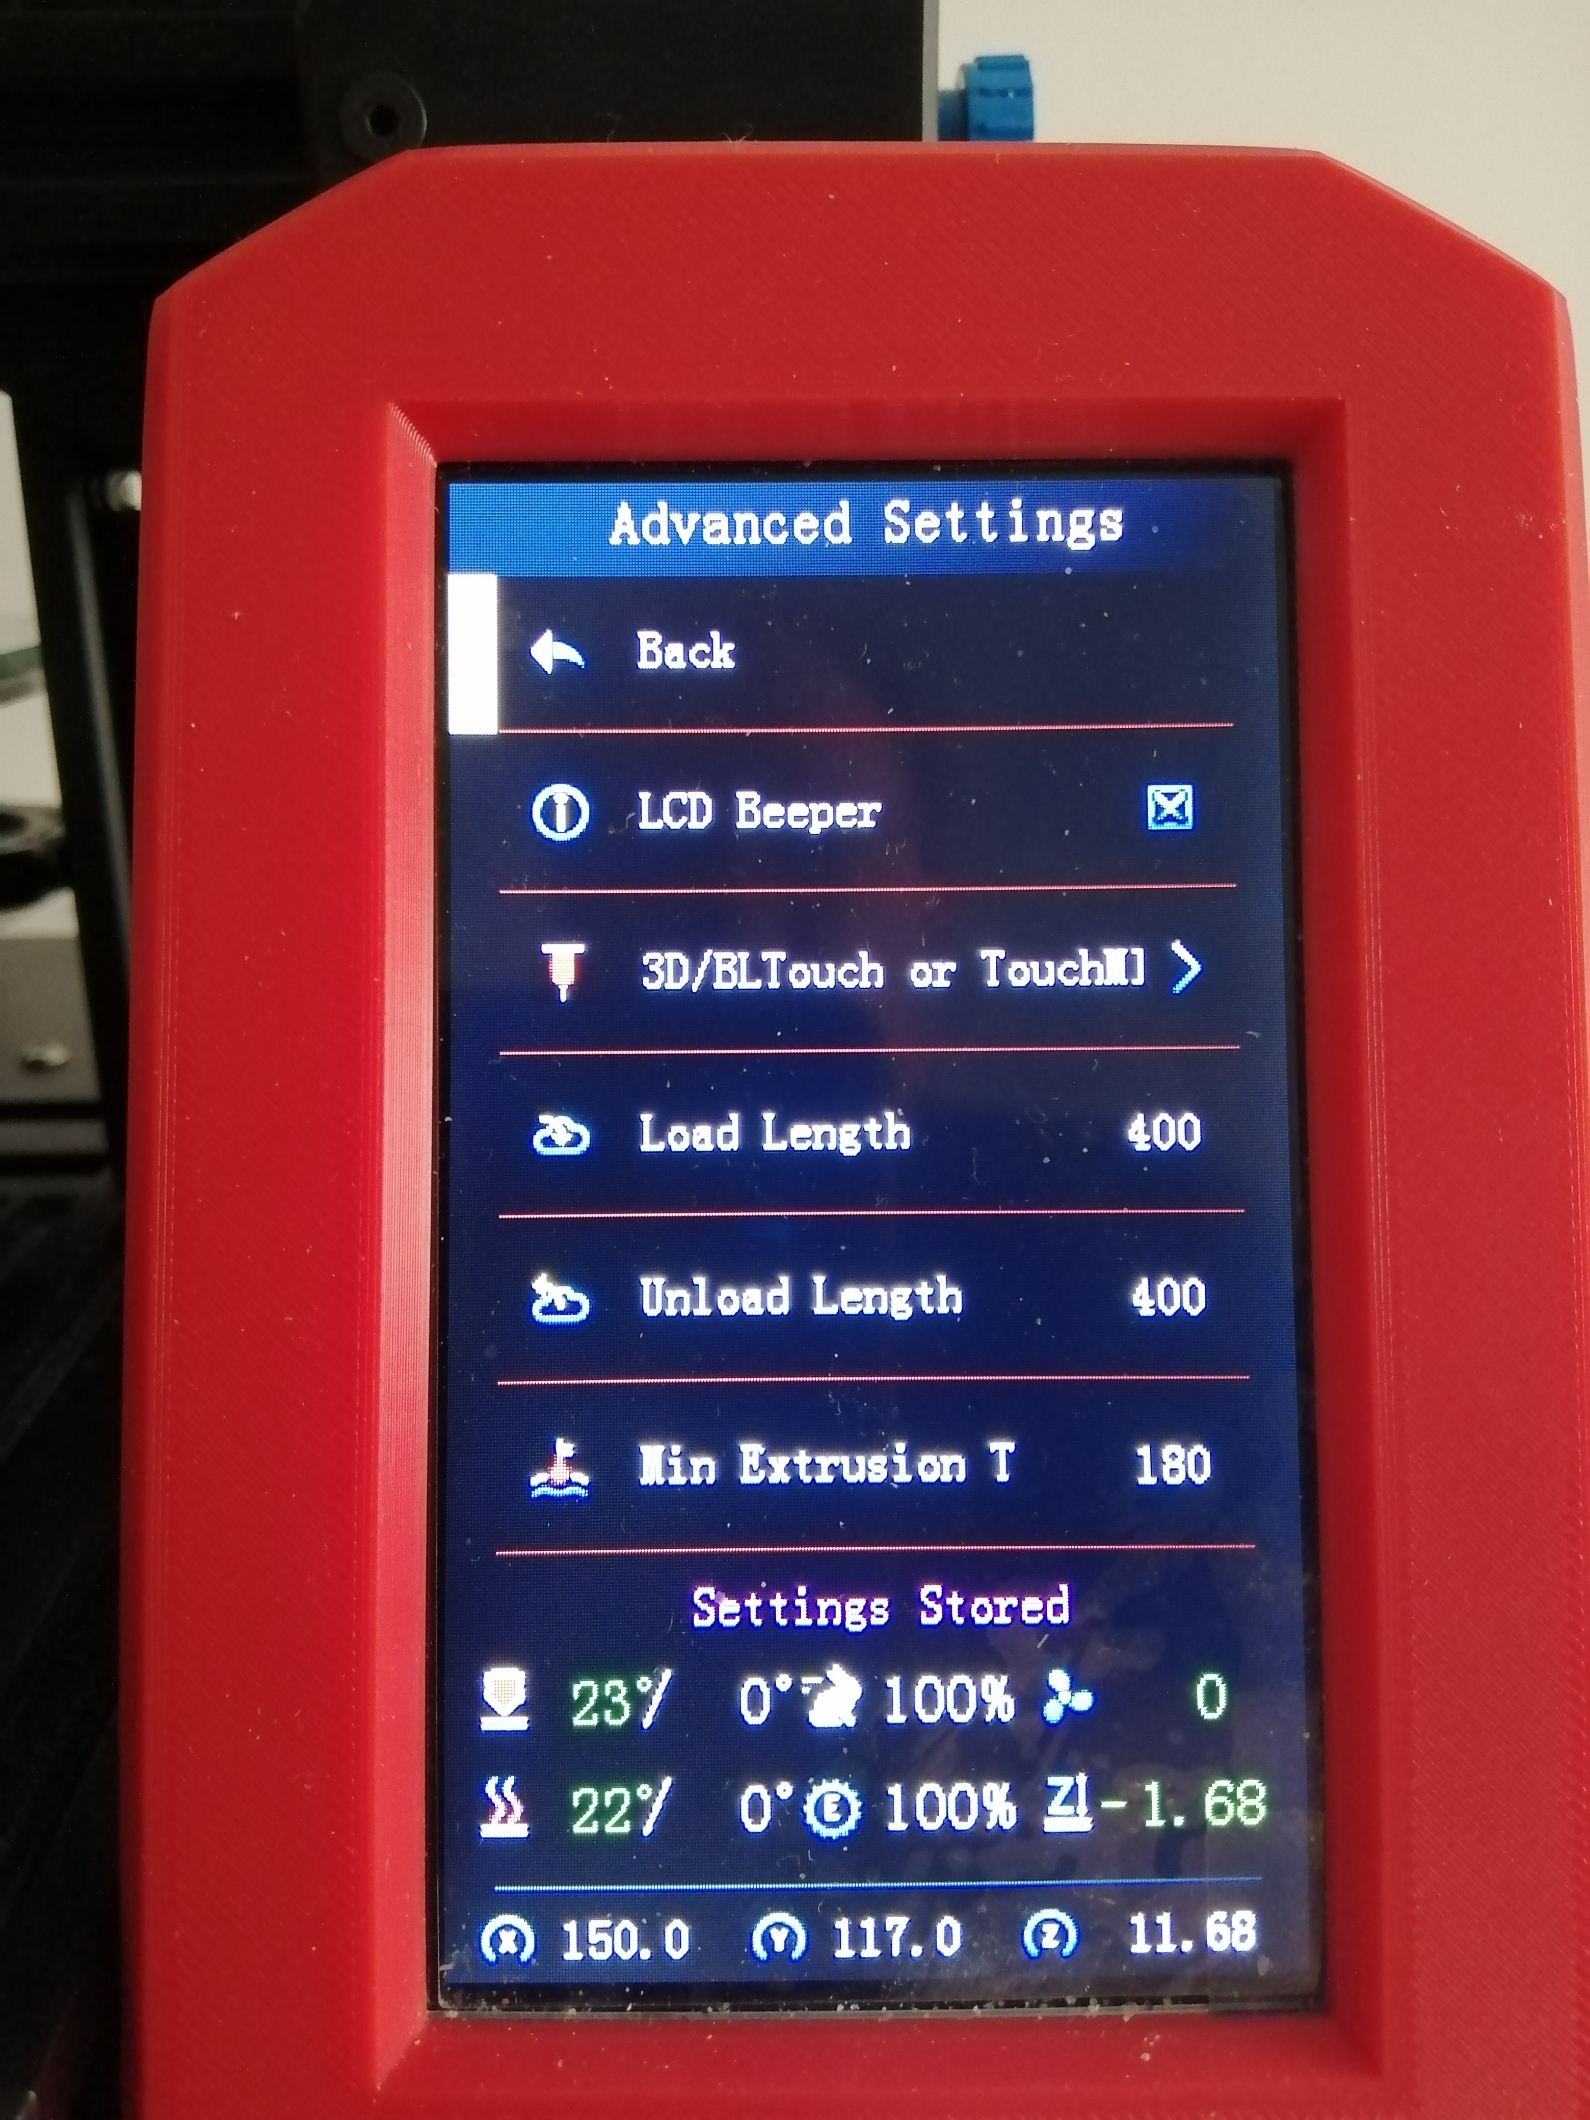 Advanced Settings
Back
LCD Beeper
3D/BLTouch or TouchMI
Load Length 400
Unload Length 400
Min Extrusion T 180
Settings Stored
23°/ 0° 100% 0
22°/ 0° E 100% Z -1.68
X 150.0 Y 117.0 Z 11.68